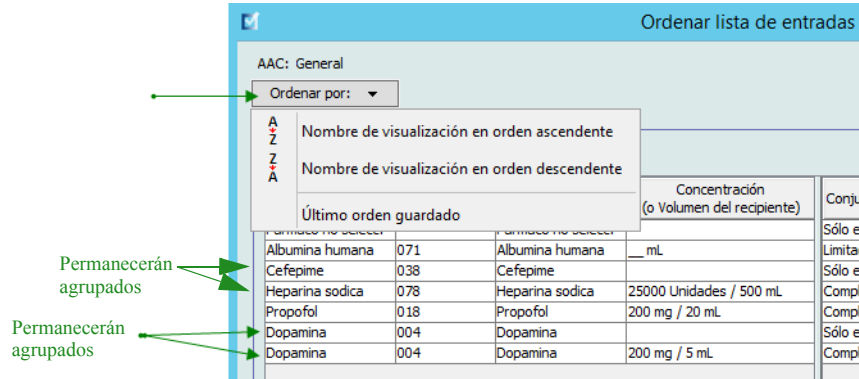 Ordenar lista de entradas
AAC: General
Ordenar por:
A
Z
Nombre de visualización en orden ascendente
Z
A
Nombre de visualización en orden descendente
Último orden guardado
Concentración
(o Volumen del recipiente)
Sólo e
Albumina humana 071 Albumina humana __ mL Limita
Cefepime 038 Cefepime Sólo e
Heparina sodica 078 Heparina sodica 25000 Unidades / 500 mL Compl
Propofol 018 Propofol 200 mg / 20 mL Compl
Dopamina 004 Dopamina Sólo e
Dopamina 004 Dopamina 200 mg / 5 mL Compl
Permanecerán
agrupados
Permanecerán
agrupados